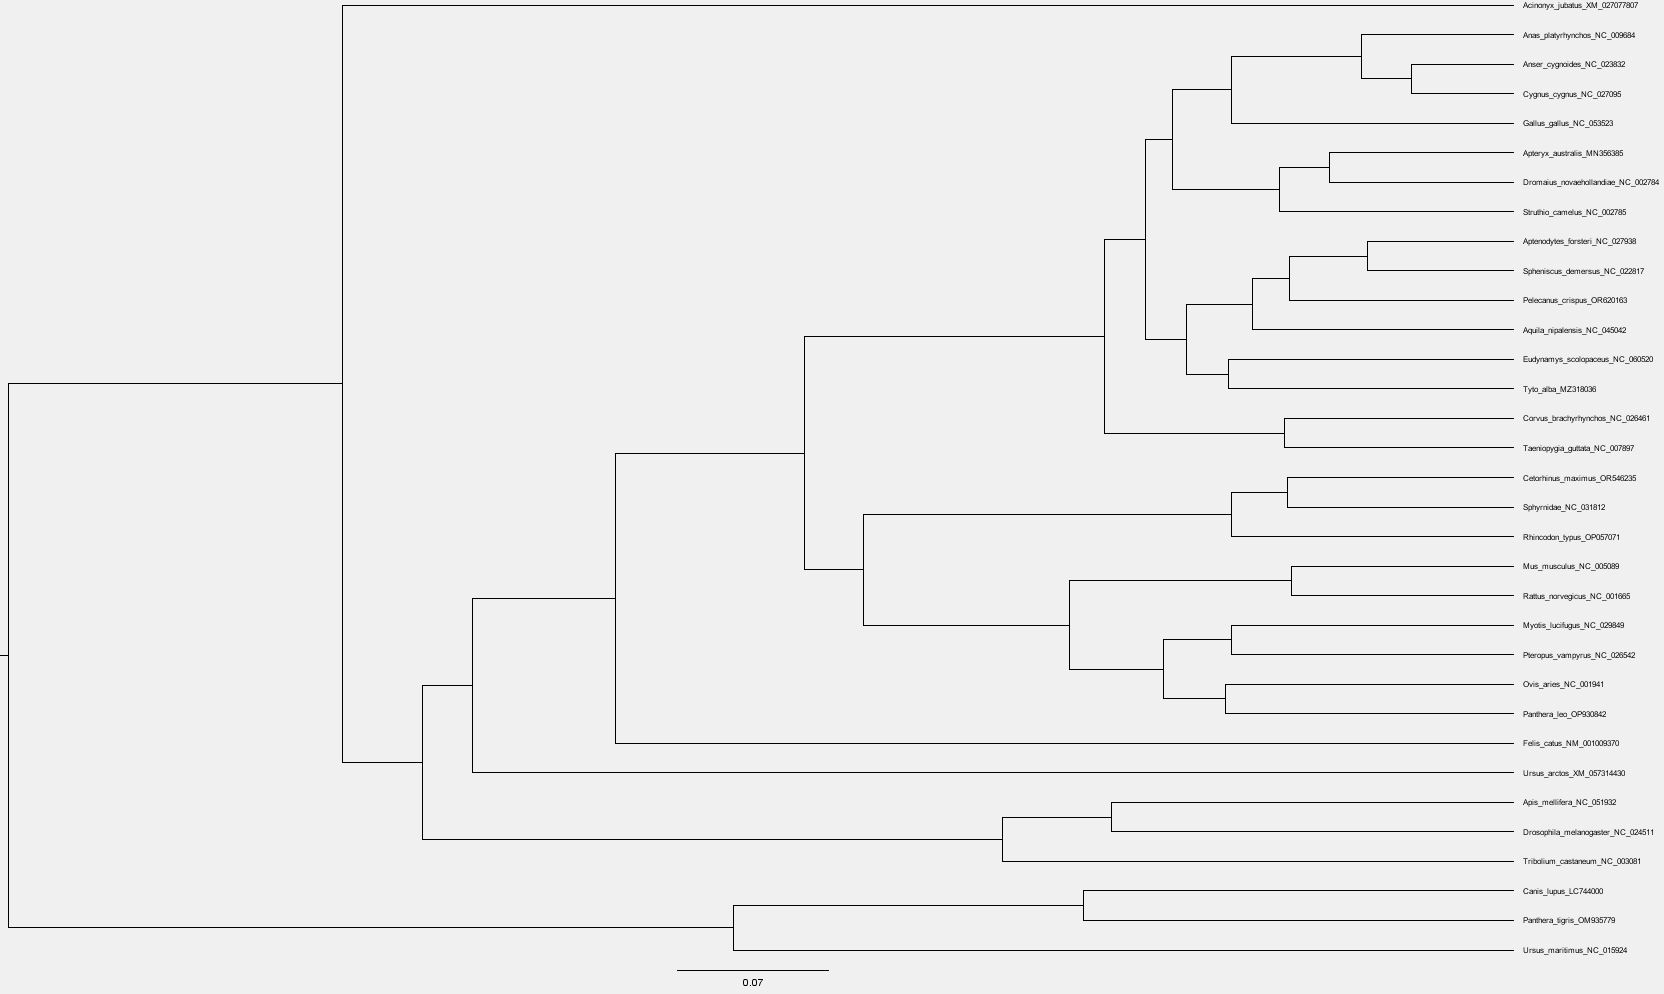 Acinonyx_jubatus_XM_027077807
Anas_platyrhynchos_NC_009684
Anser_cygnoides_NC_023832
Cygnus_cygnus_NC_027095
Gallus_gallus_NC_053523
Apteryx_australis_MN356385
Dromaius_novaehollandiae_NC_002784
Struthio_camelus_NC_002785
Aptenodytes_forsteri_NC_027938
Spheniscus_demersus_NC_022817
Pelecanus_crispus_OR620163
Aquila_nipalensis_NC_045042
Eudynamys_scolopaceus_NC_060520
Tyto_alba_MZ318036
Corvus_brachyrhynchos_NC_026461
Taeniopygia_guttata_NC_007897
Cetorhinus_maximus_OR546235
Sphyrnidae_NC_031812
Rhincodon_typus_OP057071
Mus_musculus_NC_005089
Rattus_norvegicus_NC_001665
Myotis_lucifugus_NC_029849
Pteropus_vampyrus_NC_026542
Ovis_aries_NC_001941
Panthera_leo_OP930842
Felis_catus_NM_001009370
Ursus_arctos_XM_057314430
Apis_mellifera_NC_051932
Drosophila_melanogaster_NC_024511
Tribolium_castaneum_NC_003081
Canis_lupus_LC744000
Panthera_tigris_OM935779
Ursus_maritimus_NC_015924
0.07